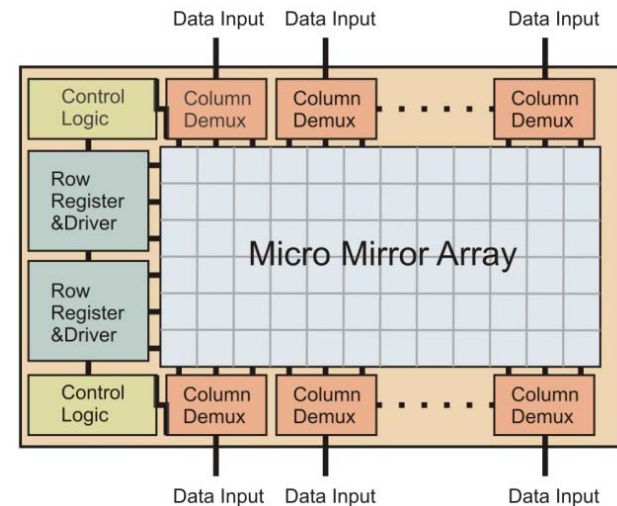 Data Input Data Input Data Input
Control
Logic
Column
Demux
Column
Demux
Column
Demux
Row
Register
&Driver
Micro Mirror Array
Row
Register
&Driver
Control
Logic
Column
Demux
Column
Demux
Column
Demux
Data Input Data Input Data Input